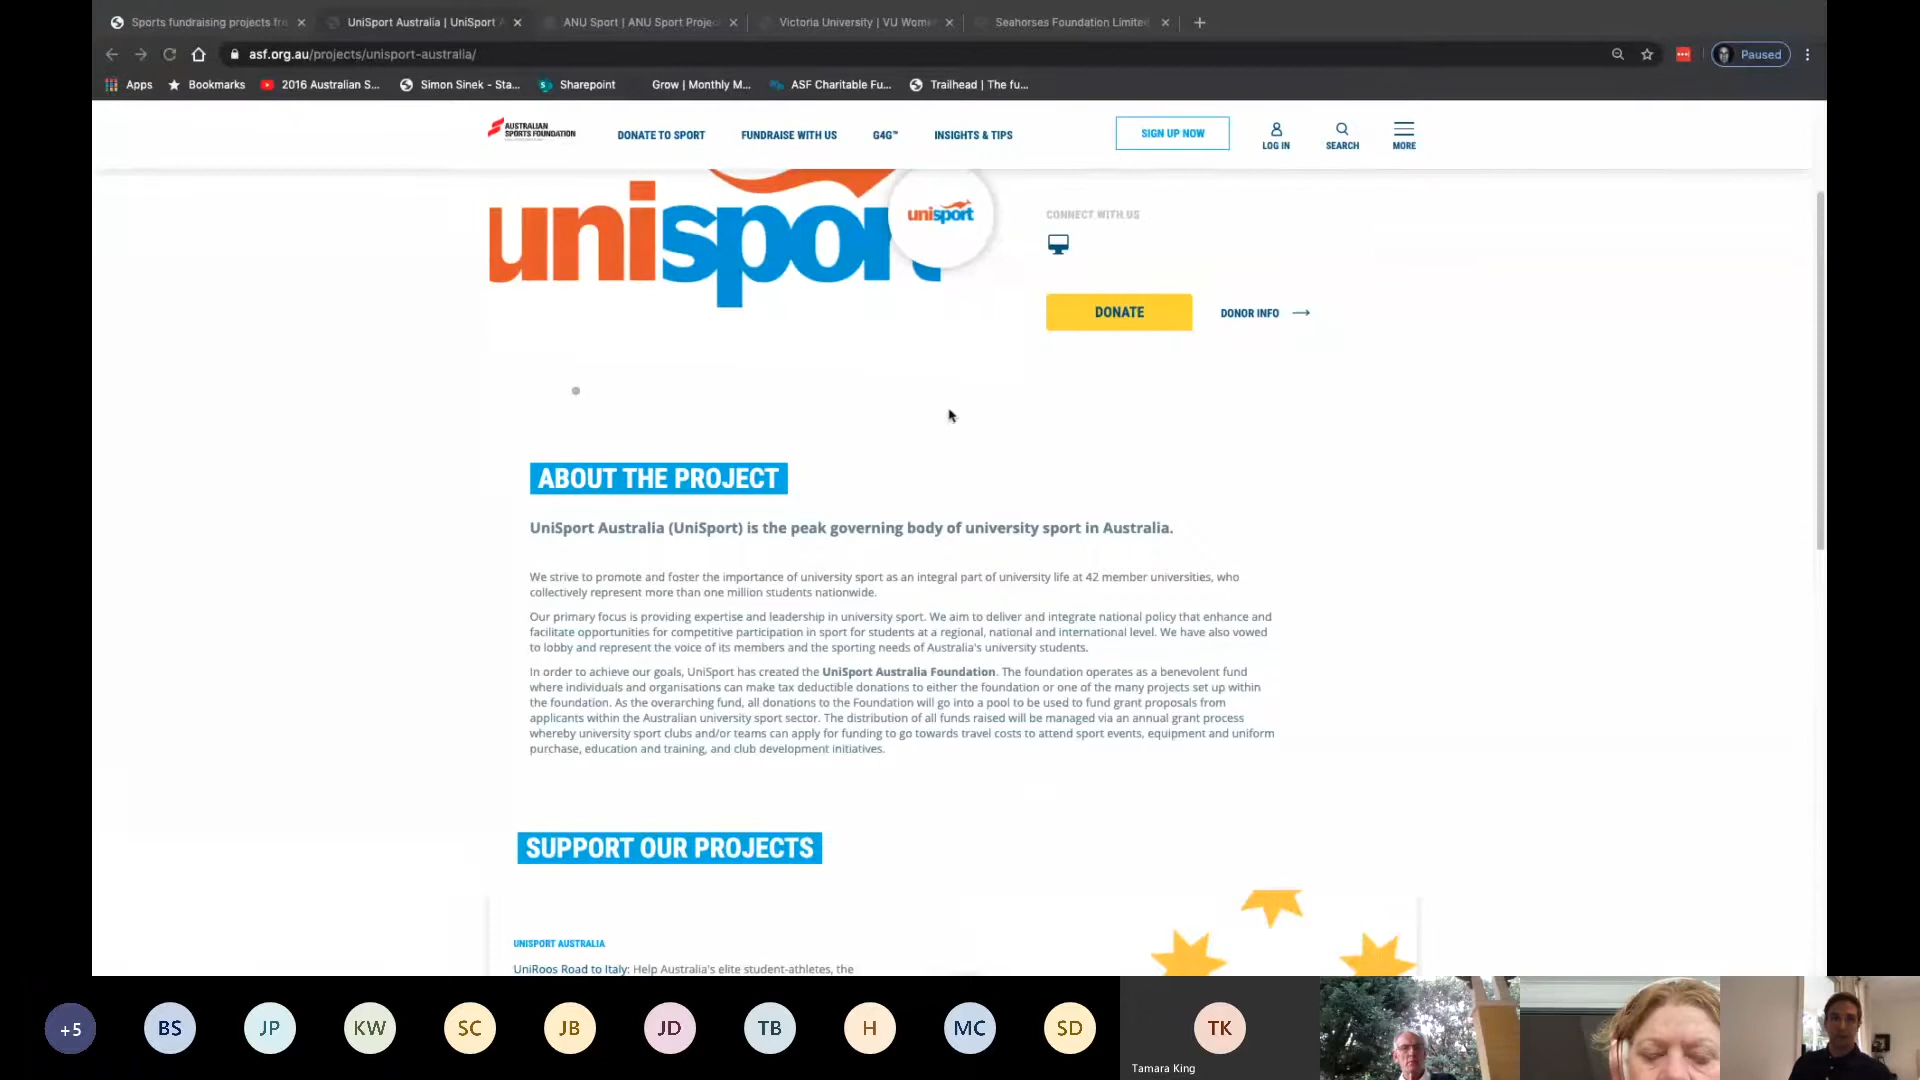 Sports fundraising projects fr
UniSport Australia | UniSport A
ANU Sport | ANU Sport Projec
Victoria University | VU Wome
Seahorses Foundation Limite
asf.org.au/projects/unisport-australia/
Paused
Apps
Bookmarks
2016 Australian S...
Simon Sinek - Sta...
Sharepoint
Grow | Monthly M...
ASF Charitable Fu...
Trailhead | The fu...
AUSTRALIAN
SPORTS FOUNDATION
DONATE TO SPORT
FUNDRAISE WITH US
G4G™
INSIGHTS & TIPS
SIGN UP NOW
LOG IN
SEARCH
MORE
unisport
unisport
CONNECT WITH US
DONATE
DONOR INFO
ABOUT THE PROJECT
UniSport Australia (UniSport) is the peak governing body of university sport in Australia.
We strive to promote and foster the importance of university sport as an integral part of university life at 42 member universities, who
collectively represent more than one million students nationwide.
Our primary focus is providing expertise and leadership in university sport. We aim to deliver and integrate national policy that enhance and
facilitate opportunities for competitive participation in sport for students at a regional, national and international level. We have also vowed
to lobby and represent the voice of its members and the sporting needs of Australia's university students.
In order to achieve our goals, UniSport has created the UniSport Australia Foundation. The foundation operates as a benevolent fund
where individuals and organisations can make tax deductible donations to either the foundation or one of the many projects set up within
the foundation. As the overarching fund, all donations to the Foundation will go into a pool to be used to fund grant proposals from
applicants within the Australian university sport sector. The distribution of all funds raised will be managed via an annual grant process
whereby university sport clubs and/or teams can apply for funding to go towards travel costs to attend sport events, equipment and uniform
purchase, education and training, and club development initiatives.
SUPPORT OUR PROJECTS
UNISPORT AUSTRALIA
UniRoos Road to Italy: Help Australia's elite student-athletes, the
+5
BS
JP
KW
SC
JB
JD
TB
H
MC
SD
TK
Tamara King